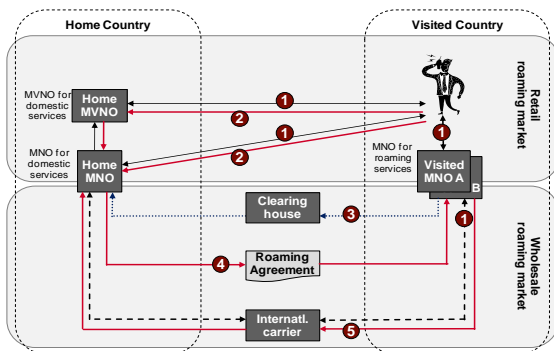 Home Country
Visited Country
MVNO for
domestic
services
Home
MVNO
1
2
1
2
1
Retail
roaming market
MNO for
domestic
services
Home
MNO
MNO for
roaming
services
Visited
MNO A
B
Clearing
house
3
1
4
Roaming
Agreement
Wholesale
roaming market
Internatl.
carrier
5